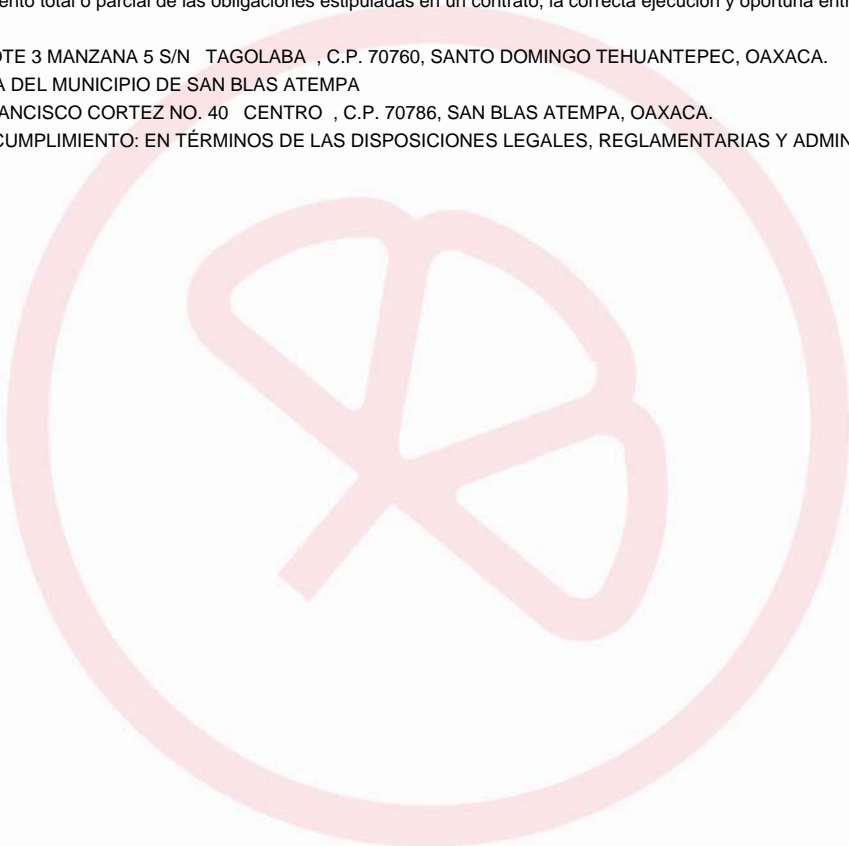 ento total o parcial de las obligaciones estipuladas en un contrato, la correcta ejecución y oportuna ent
OTE 3 MANZANA 5 S/N TAGOLABA , C.P. 70760, SANTO DOMINGO TEHUANTEPEC, OAXACA.
A DEL MUNICIPIO DE SAN BLAS ATEMPA
ANCISCO CORTEZ NO. 40 CENTRO , C.P. 70786, SAN BLAS ATEMPA, OAXACA.
CUMPLIMIENTO: EN TÉRMINOS DE LAS DISPOSICIONES LEGALES, REGLAMENTARIAS Y ADMIN